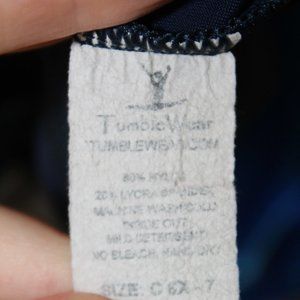 TumbleWear
TUMBLEWEAR.COM
80% NYLON
20% LYCRA SPANDEX
MACHINE WASH COLD
INSIDE OUT
MILD DETERGENT
NO BLEACH, HANG DRY
SIZE: C 6X - 7